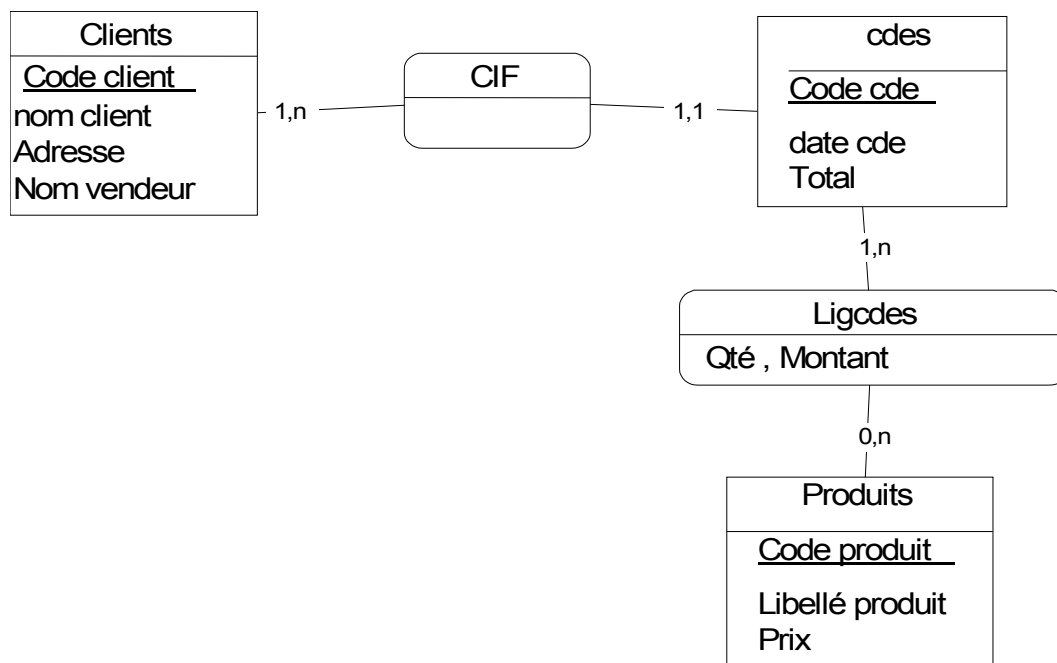 Clients
Code client
nom client
Adresse
Nom vendeur
1,n
CIF
1,1
cdes
Code cde
date cde
Total
1,n
Ligcdes
Qté , Montant
0,n
Produits
Code produit
Libellé produit
Prix